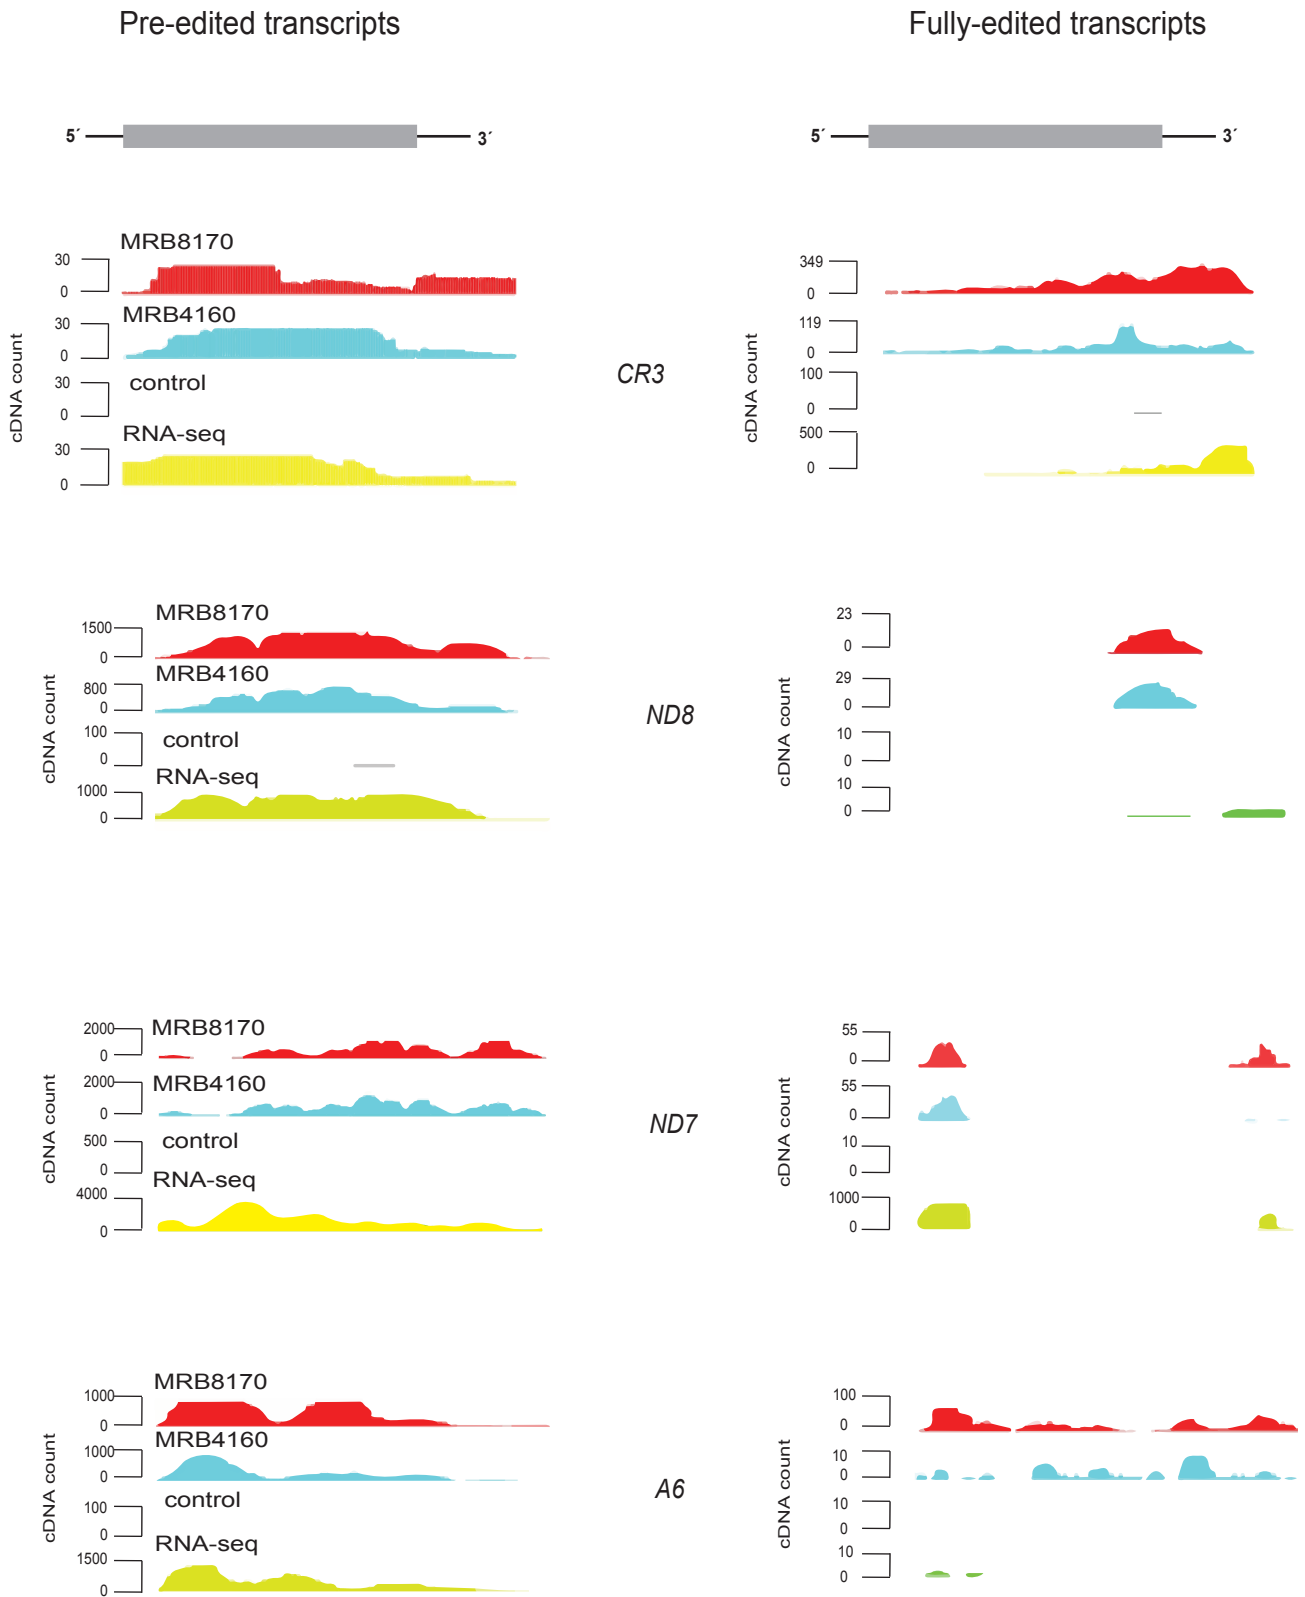 Pre-edited transcripts
Fully-edited transcripts
5´ 3´
5´ 3´
cDNA count
MRB8170
30
0
MRB4160
30
0
control
30
0
RNA-seq
30
0
CR3
cDNA count
349
0
119
0
100
0
500
0
cDNA count
MRB8170
1500
0
MRB4160
800
0
control
100
0
RNA-seq
1000
0
ND8
cDNA count
23
0
29
0
10
0
10
0
cDNA count
MRB8170
2000
0
MRB4160
2000
0
control
500
0
RNA-seq
4000
0
ND7
cDNA count
55
0
55
0
10
0
1000
0
cDNA count
MRB8170
1000
0
MRB4160
1000
0
control
100
0
RNA-seq
1500
0
A6
cDNA count
100
0
10
0
10
0
10
0